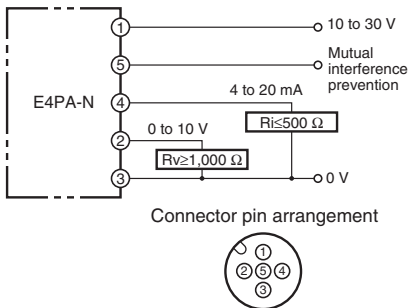 ① 10 to 30 V
⑤ Mutual
interference
prevention
E4PA-N
④ 4 to 20 mA
Ri≤500 Ω
② 0 to 10 V
Rv≥1,000 Ω
③ 0 V
Connector pin arrangement
①
② ⑤ ④
③